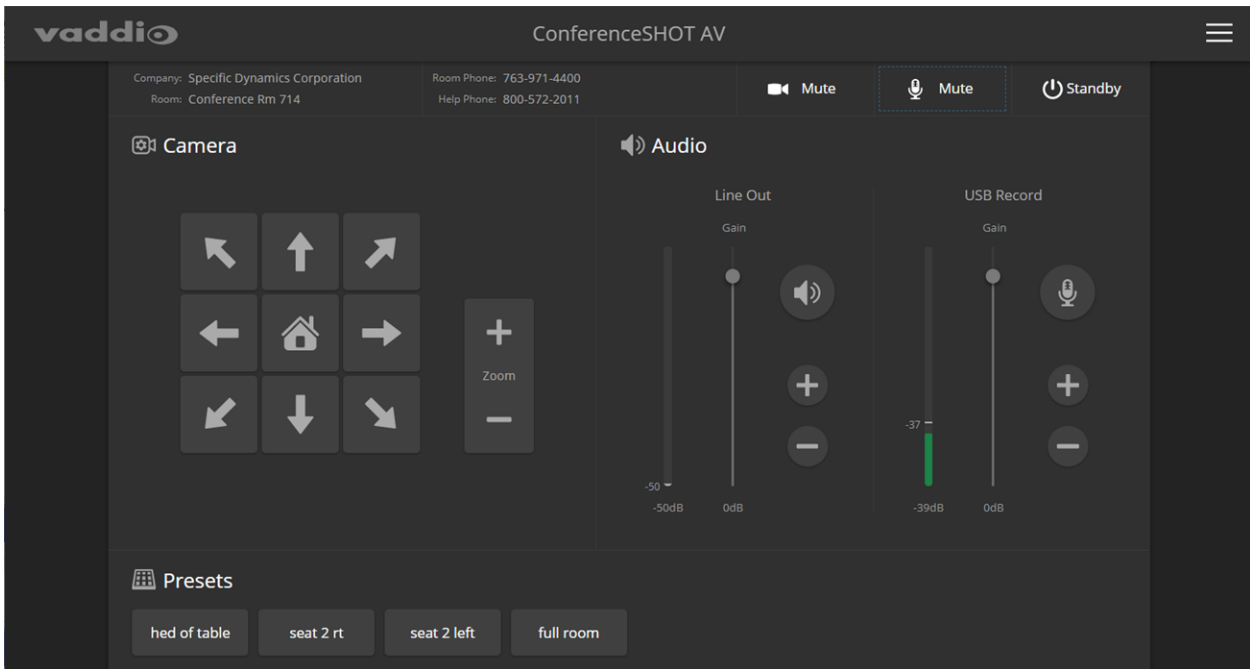 vaddio
ConferenceSHOT AV
Company: Specific Dynamics Corporation
Room: Conference Rm 714
Room Phone: 763-971-4400
Help Phone: 800-572-2011
Mute
Mute
Standby
Camera
Zoom
Audio
Line Out
Gain
-50
-50dB 0dB
USB Record
Gain
-37
-39dB 0dB
Presets
hed of table
seat 2 rt
seat 2 left
full room